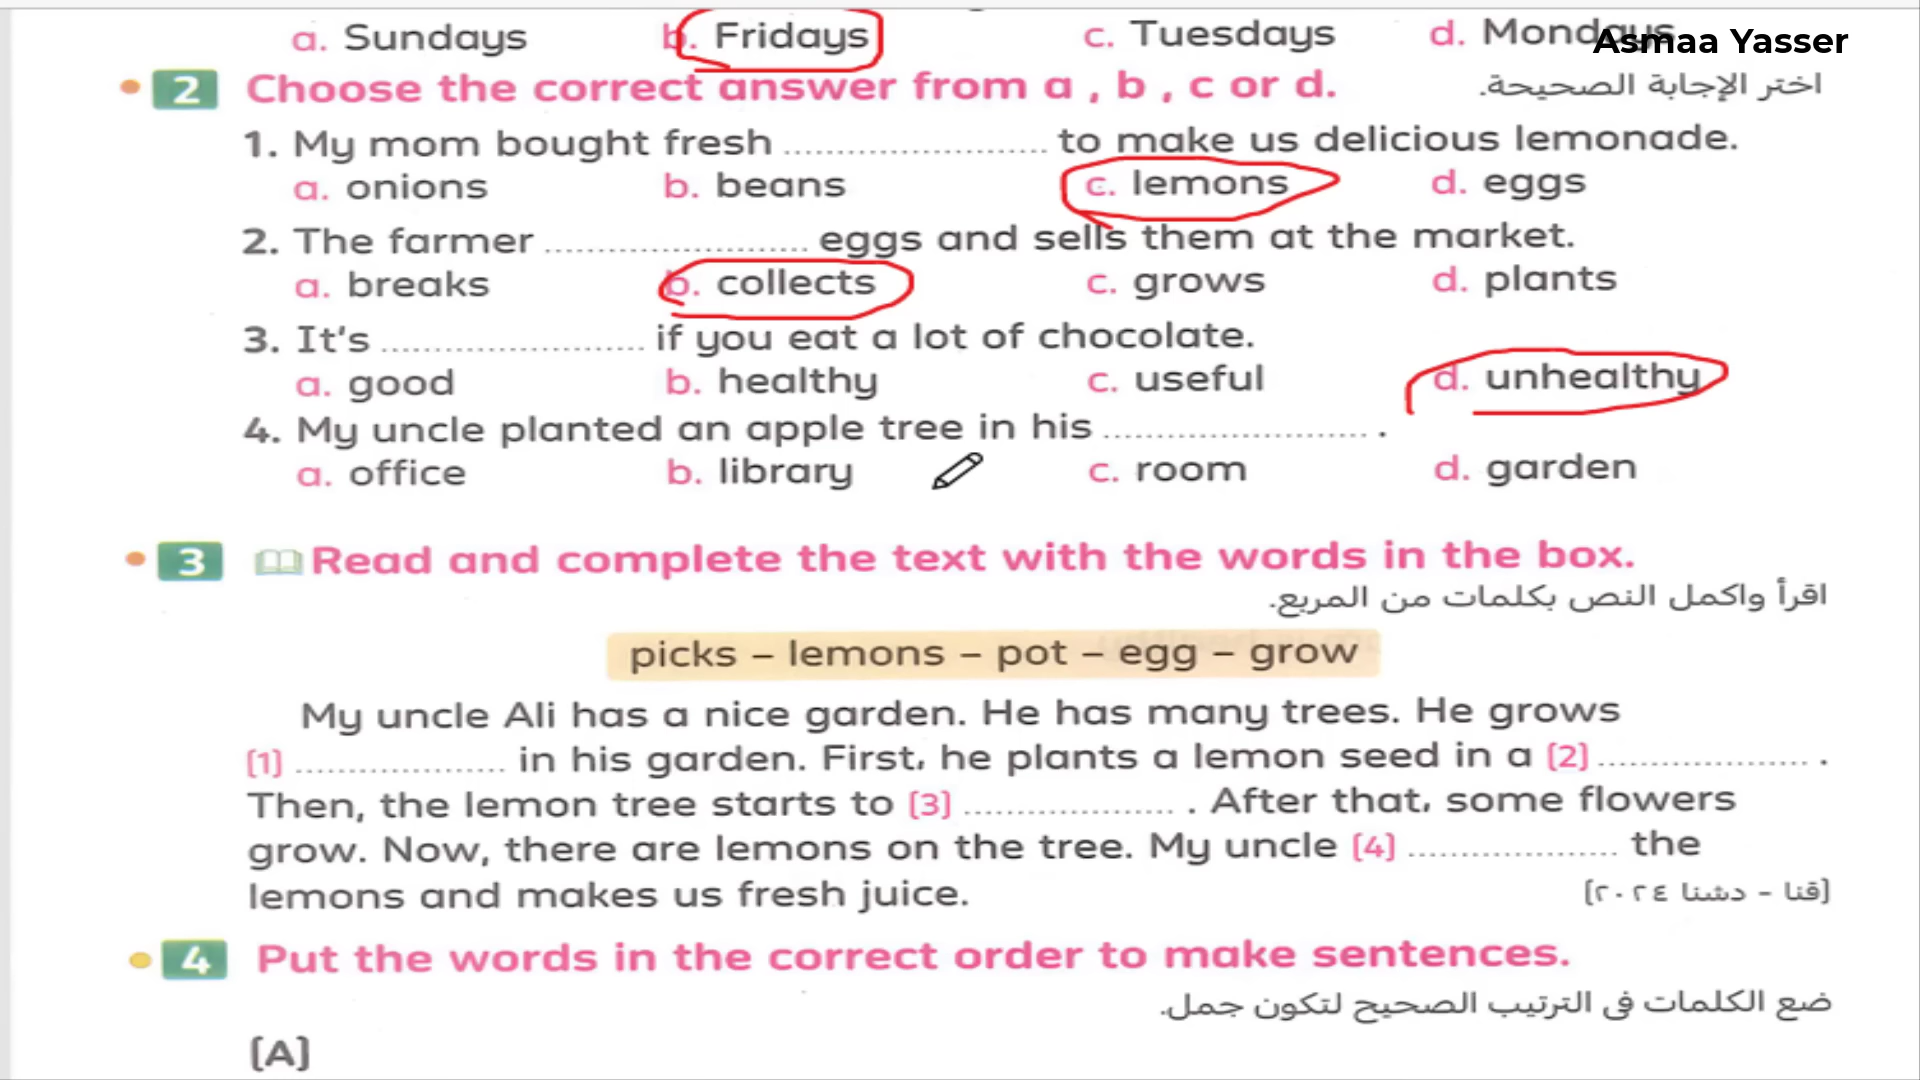 a. Sundays b. Fridays c. Tuesdays d. Mondays
Asmaa Yasser
2 Choose the correct answer from a , b , c or d. اختر الإجابة الصحيحة.
1. My mom bought fresh ........................ to make us delicious lemonade.
a. onions b. beans c. lemons d. eggs
2. The farmer ........................ eggs and sells them at the market.
a. breaks b. collects c. grows d. plants
3. It's ........................ if you eat a lot of chocolate.
a. good b. healthy c. useful d. unhealthy
4. My uncle planted an apple tree in his ........................ .
a. office b. library c. room d. garden
3 Read and complete the text with the words in the box.
اقرأ واكمل النص بكلمات من المربع.
picks – lemons – pot – egg – grow
My uncle Ali has a nice garden. He has many trees. He grows
(1) ................... in his garden. First، he plants a lemon seed in a (2) ................... .
Then, the lemon tree starts to (3) ................... . After that، some flowers
grow. Now, there are lemons on the tree. My uncle (4) ................... the
lemons and makes us fresh juice. (قنا - دشنا ٢٠٢٤)
4 Put the words in the correct order to make sentences.
ضع الكلمات فى الترتيب الصحيح لتكون جمل.
(A)